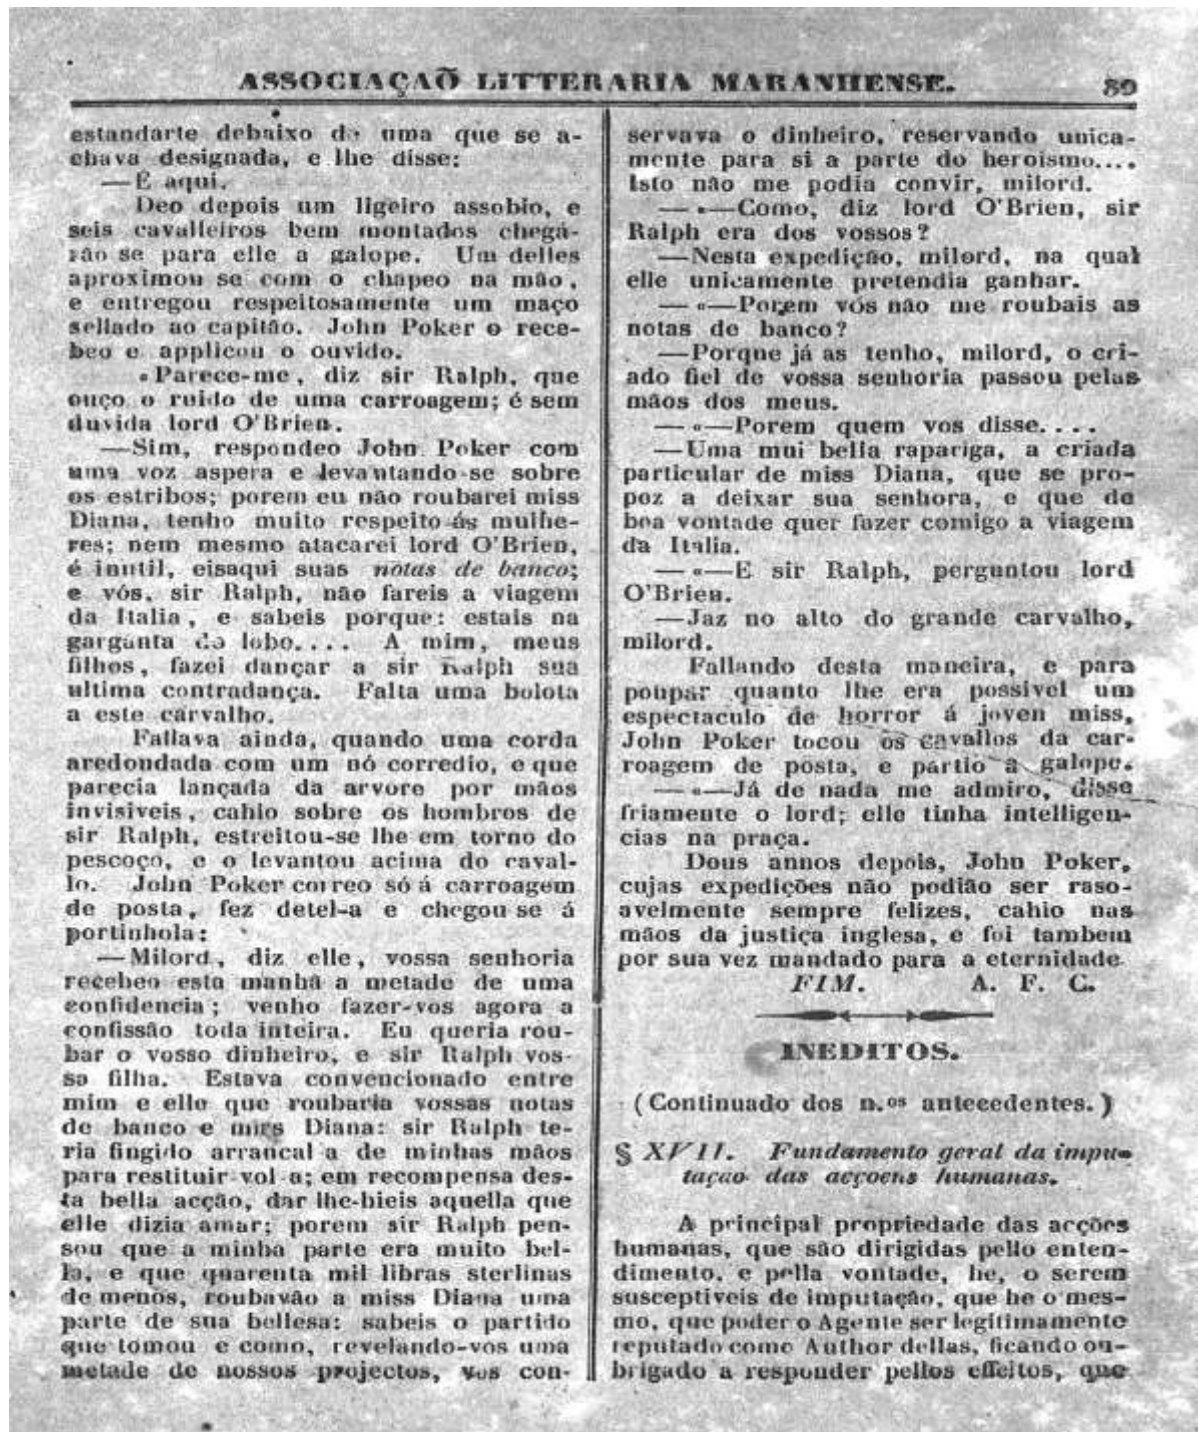 ASSOCIAÇAÕ LITTERARIA MARANHENSE. 89
estandarte debaixo de uma que se a-
chava designada, e lhe disse:
—É aqui.
Deo depois um ligeiro assobio, e
seis cavalleiros bem montados chegá-
rão se para elle a galope. Um delles
aproximou se com o chapeo na mão,
e entregou respeitosamente um maço
sellado ao capitão. John Poker o rece-
beo e applicou o ouvido.
«Parece-me, diz sir Ralph, que
ouço o ruido de uma carroagem; é sem
duvida lord O'Brien.
—Sim, respondeo John Poker com
uma voz aspera e levantando-se sobre
os estribos; porem eu não roubarei miss
Diana, tenho muito respeito ás mulhe-
res; nem mesmo atacarei lord O'Brien,
é inutil, eisaqui suas notas de banco;
e vós, sir Ralph, não fareis a viagem
da Italia, e sabeis porque: estais na
garganta do lobo.... A mim, meus
filhos, fazei dançar a sir Ralph sua
ultima contradança. Falta uma bolota
a este carvalho.
Fallava ainda, quando uma corda
aredondada com um nó corredio, e que
parecia lançada da arvore por mãos
invisiveis, cahio sobre os hombros de
sir Ralph, estreitou-se lhe em torno do
pescoço, e o levantou acima do caval-
lo. John Poker correo só á carroagem
de posta, fez detel-a e chegou se á
portinhola:
—Milord, diz elle, vossa senhoria
recebeo esta manhã a metade de uma
confidencia; venho fazer-vos agora a
confissão toda inteira. Eu queria rou-
bar o vosso dinheiro, e sir Ralph vos-
sa filha. Estava convencionado entre
mim e elle que roubaria vossas notas
de banco e miss Diana: sir Ralph te-
ria fingido arrancal a de minhas mãos
para restituir vol a; em recompensa des-
ta bella acção, dar lhe-hieis aquella que
elle dizia amar; porem sir Ralph pen-
sou que a minha parte era muito bel-
la, e que quarenta mil libras sterlinas
de menos, roubavão a miss Diana uma
parte de sua bellesa: sabeis o partido
que tomou e como, revelando-vos uma
metade de nossos projectos, vos con-
servava o dinheiro, reservando unica-
mente para si a parte do heroismo....
Isto não me podia convir, milord.
—«—Como, diz lord O'Brien, sir
Ralph era dos vossos?
—Nesta expedição, milord, na qual
elle unicamente pretendia ganhar.
—«—Porem vós não me roubais as
notas de banco?
—Porque já as tenho, milord, o cri-
ado fiel de vossa senhoria passou pelas
mãos dos meus.
—«—Porem quem vos disse....
—Uma mui bella rapariga, a criada
particular de miss Diana, que se pro-
poz a deixar sua senhora, e que de
boa vontade quer fazer comigo a viagem
da Italia.
—«—E sir Ralph, perguntou lord
O'Brien.
—Jaz no alto do grande carvalho,
milord.
Fallando desta maneira, e para
poupar quanto lhe era possivel um
espectaculo de horror á joven miss,
John Poker tocou os cavallos da car-
roagem de posta, e partio a galope.
—«—Já de nada me admiro, disse
friamente o lord; elle tinha intelligen-
cias na praça.
Dous annos depois, John Poker,
cujas expedições não podião ser raso-
avelmente sempre felizes, cahio nas
mãos da justiça inglesa, e foi tambem
por sua vez mandado para a eternidade
FIM. A. F. C.
INEDITOS.
(Continuado dos n.os antecedentes.)
§ XVII. Fundamento geral da impu-
tação das acçoens humanas.
A principal propriedade das acções
humanas, que são dirigidas pello enten-
dimento, e pella vontade, he, o serem
susceptiveis de imputação, que he o mes-
mo, que poder o Agente ser legitimamente
reputado como Author dellas, ficando ou-
brigado a responder pellos effeitos, que